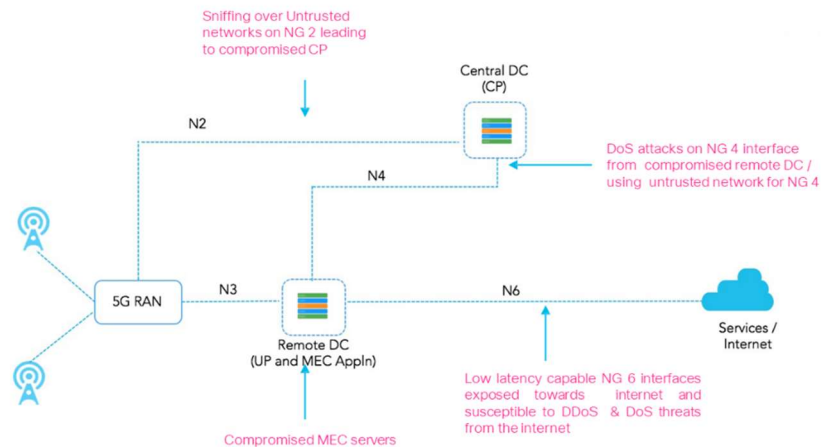 Sniffing over Untrusted
networks on NG 2 leading
to compromised CP
Central DC
(CP)
N2
DoS attacks on NG 4 interface
from compromised remote DC /
using untrusted network for NG 4
N4
5G RAN
N3
N6
Remote DC
(UP and MEC Appln)
Services /
Internet
Low latency capable NG 6 interfaces
exposed towards internet and
susceptible to DDoS & DoS threats
from the internet
Compromised MEC servers